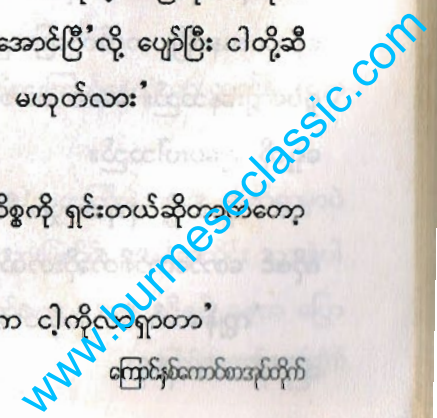 အောင်ပြီ’လို့ ပျော်ပြီး ငါတို့ဆီ
မဟုတ်လား’
ိစ္စကို ရှင်းတယ်ဆိုတာကကော့
က ငါ့ကိုလာရှာတာ’
ကြောင်နှစ်ကောင်စာအုပ်တိုက်
www.burmeseclassic.com